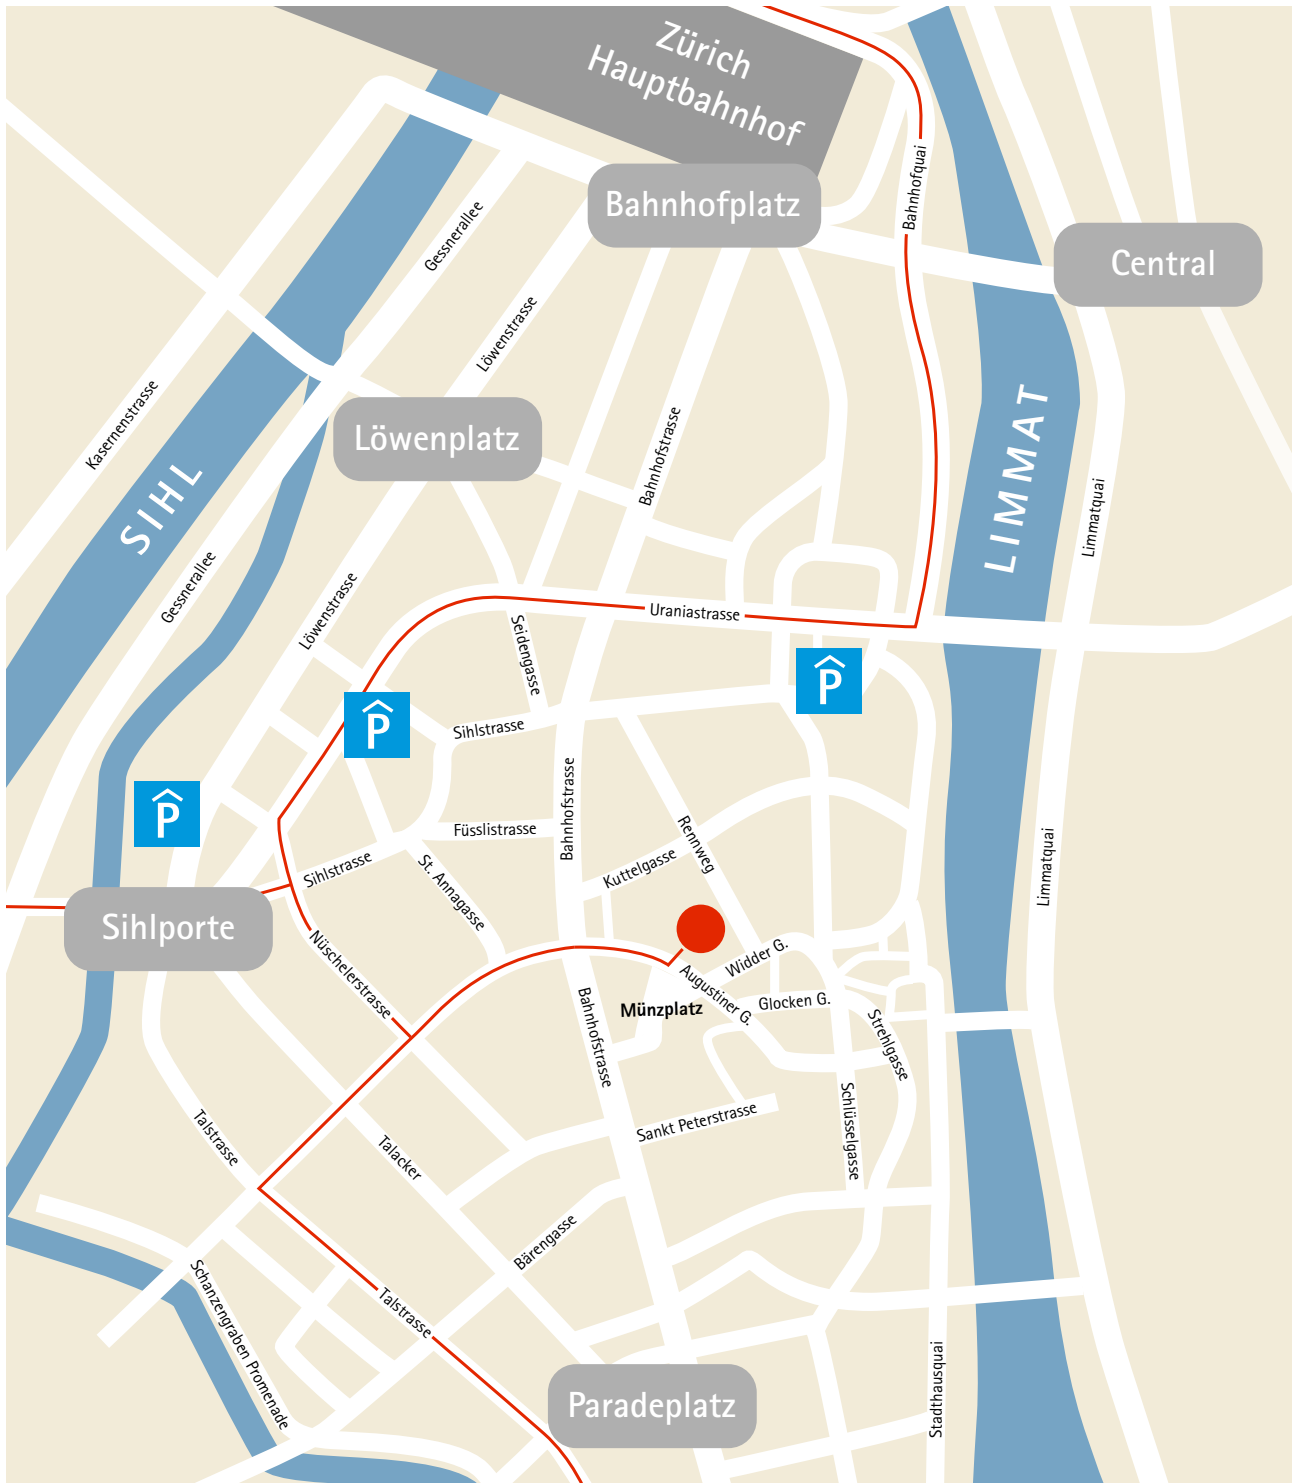 Zürich
Hauptbahnhof
Bahnhofplatz
Bahnhofquai
Central
Gessnerallee
Löwenstrasse
Kasernenstrasse
Löwenplatz
Bahnhofstrasse
LIMMAT
SIHL
Limmatquai
Gessnerallee
Löwenstrasse
Uraniastrasse
Seidengasse
P
P
Sihlstrasse
P
Bahnhofstrasse
Füsslistrasse
Rennweg
Kuttelgasse
Sihlstrasse
St. Annagasse
Limmatquai
Sihlporte
Nüschelerstrasse
Widder G.
Augustiner G.
Münzplatz
Glocken G.
Bahnhofstrasse
Strehlgasse
Schlüsselgasse
Sankt Peterstrasse
Talstrasse
Talacker
Bärengasse
Schanzengraben Promenade
Talstrasse
Stadthausquai
Paradeplatz